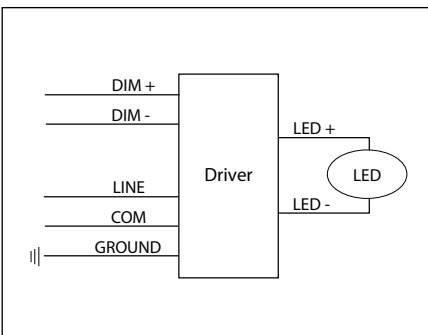 DIM +
DIM -
LED +
Driver
LED
LINE
LED -
COM
GROUND